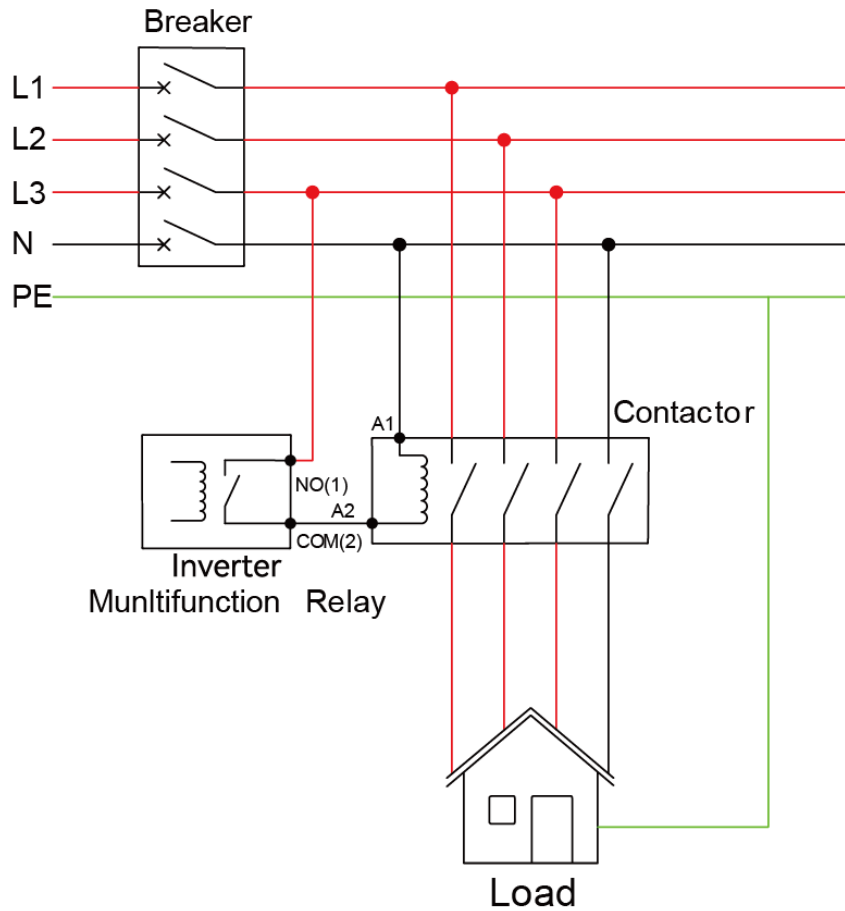 Breaker
L1
L2
L3
N
PE
Contactor
A1
NO(1)
A2
COM(2)
Inverter
Munltifunction Relay
Load